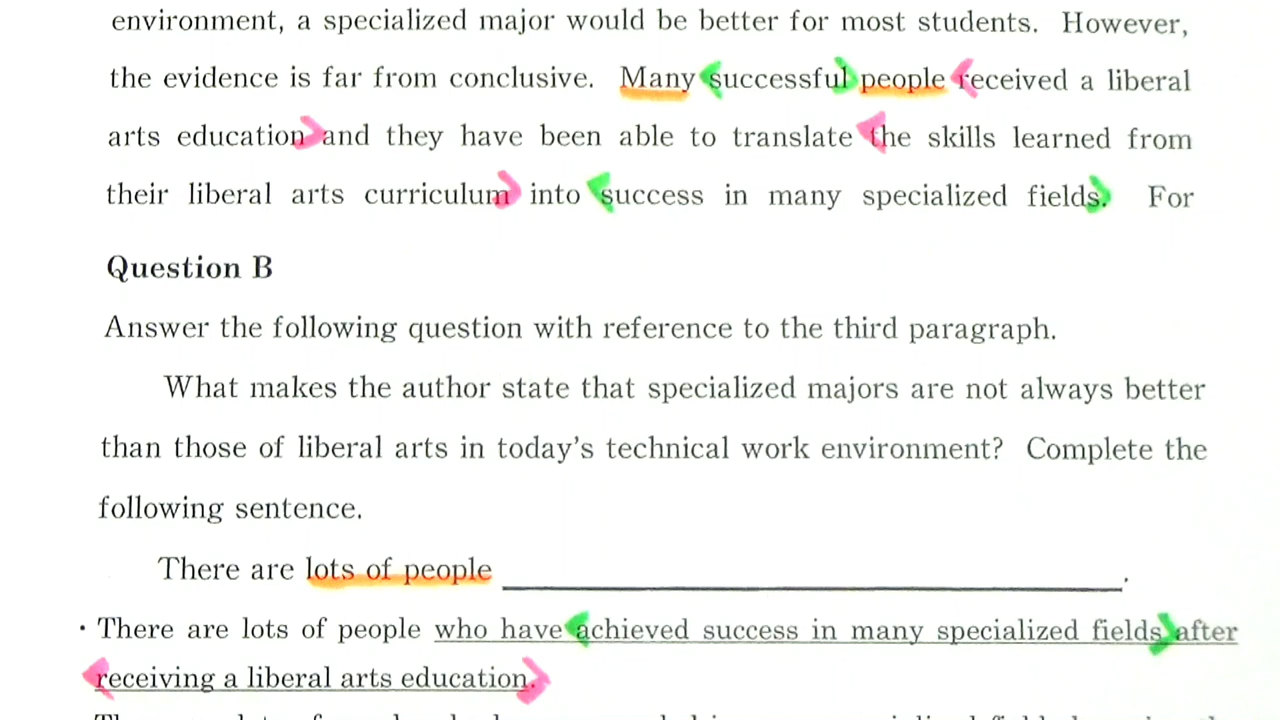 environment, a specialized major would be better for most students. However,
the evidence is far from conclusive. Many successful people received a liberal
arts education and they have been able to translate the skills learned from
their liberal arts curriculum into success in many specialized fields. For
Question B
Answer the following question with reference to the third paragraph.
What makes the author state that specialized majors are not always better
than those of liberal arts in today's technical work environment? Complete the
following sentence.
There are lots of people ____________________.
・There are lots of people who have achieved success in many specialized fields after
receiving a liberal arts education.